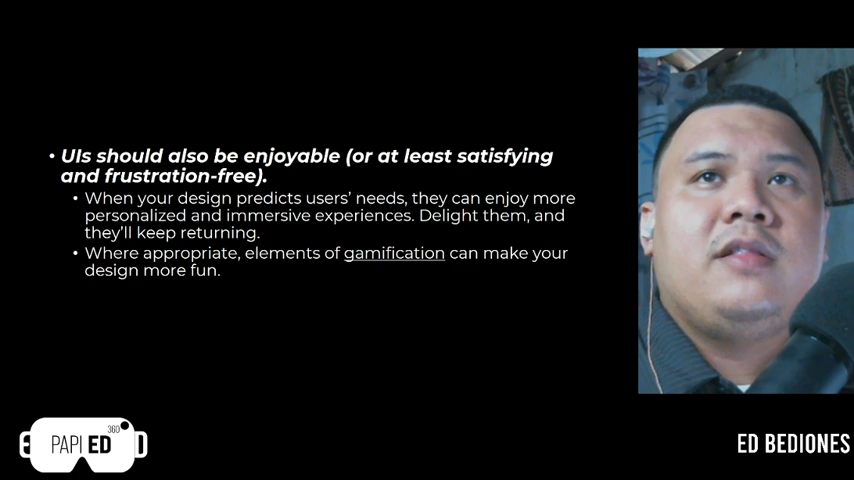 • UIs should also be enjoyable (or at least satisfying
and frustration-free).
• When your design predicts users' needs, they can enjoy more
personalized and immersive experiences. Delight them, and
they'll keep returning.
• Where appropriate, elements of gamification can make your
design more fun.
360
PAPI ED
ED BEDIONES